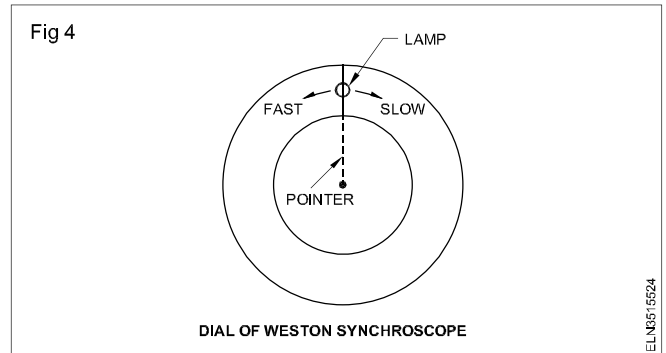 Fig 4
LAMP
FAST
SLOW
POINTER
DIAL OF WESTON SYNCHROSCOPE
ELN3515524